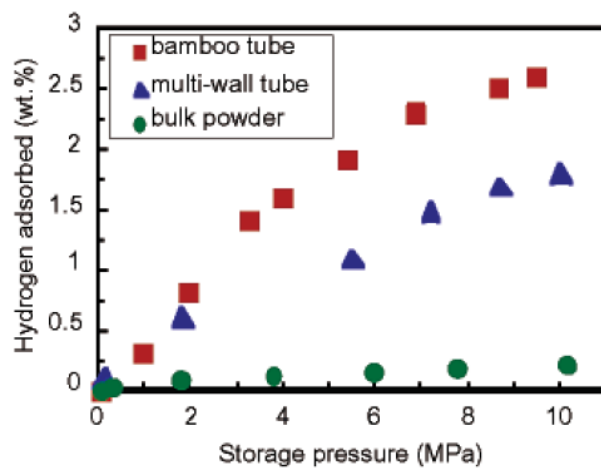 3
bamboo tube
multi-wall tube
bulk powder
2.5
2
1.5
1
0.5
0
0 2 4 6 8 10
Hydrogen adsorbed (wt.%)
Storage pressure (MPa)